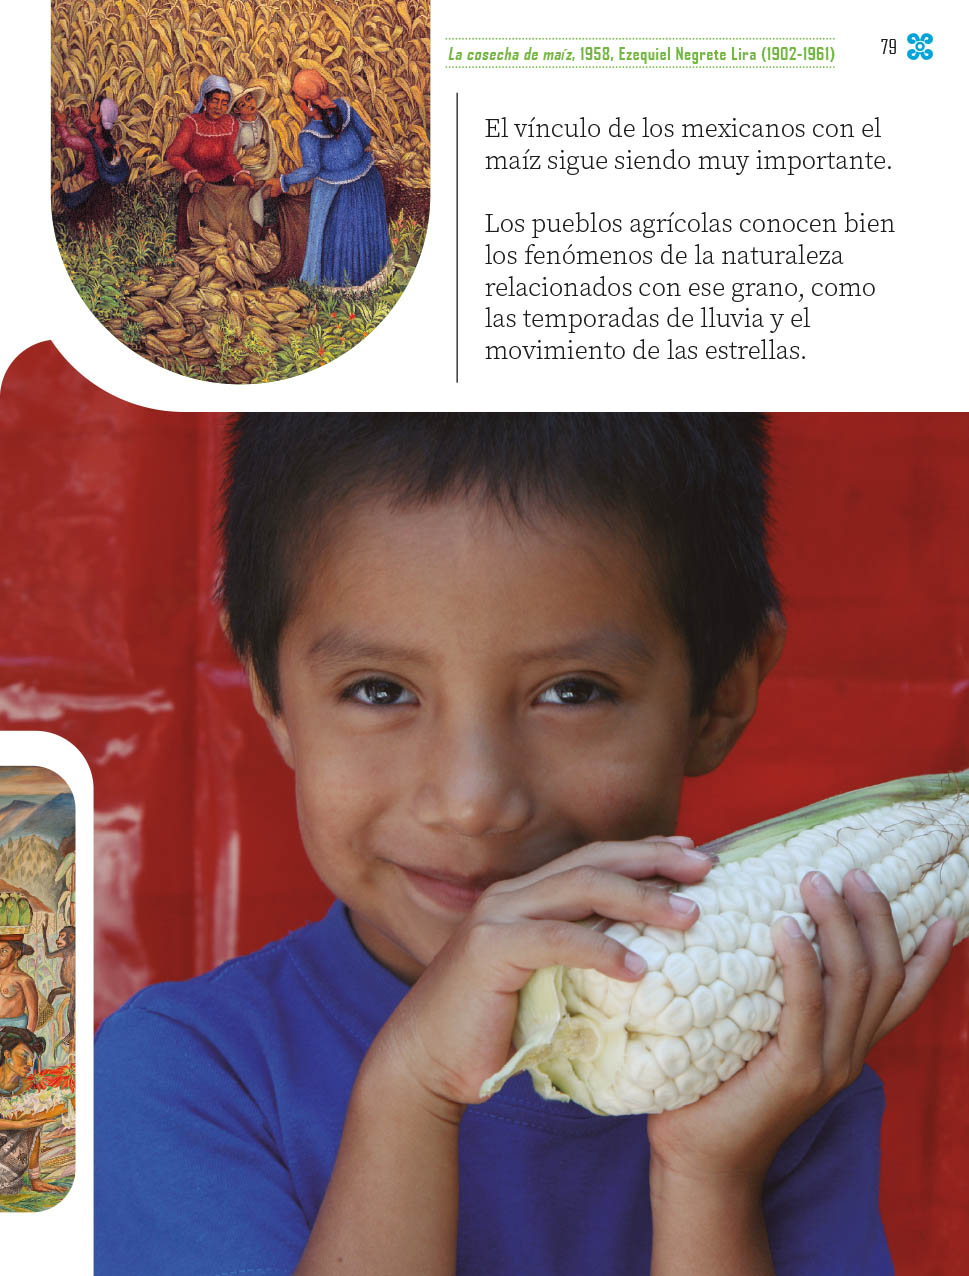 La cosecha de maíz, 1958, Ezequiel Negrete Lira (1902-1961)
79
El vínculo de los mexicanos con el
maíz sigue siendo muy importante.
Los pueblos agrícolas conocen bien
los fenómenos de la naturaleza
relacionados con ese grano, como
las temporadas de lluvia y el
movimiento de las estrellas.